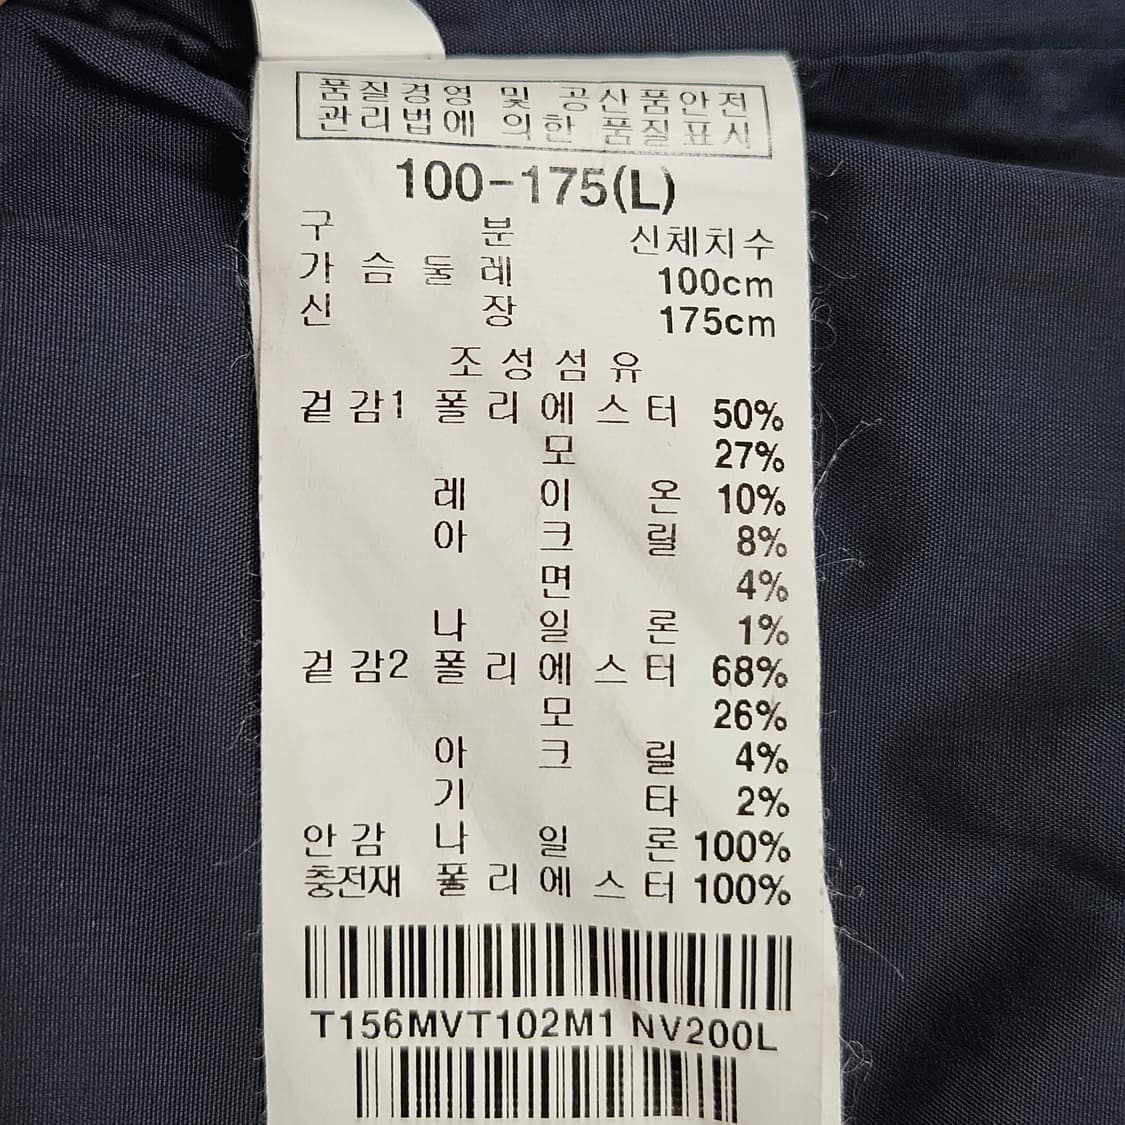 품질경영 및 공산품안전
관리법에 의한 품질표시
100-175(L)
구 분 신체치수
가 슴 둘 레 100cm
신 장 175cm
조 성 섬 유
겉 감1 폴 리 에 스 터 50%
모 27%
레 이 온 10%
아 크 릴 8%
면 4%
나 일 론 1%
겉 감2 폴 리 에 스 터 68%
모 26%
아 크 릴 4%
기 타 2%
안 감 나 일 론 100%
충전재 폴 리 에 스 터 100%
T156MVT102M1 NV200L